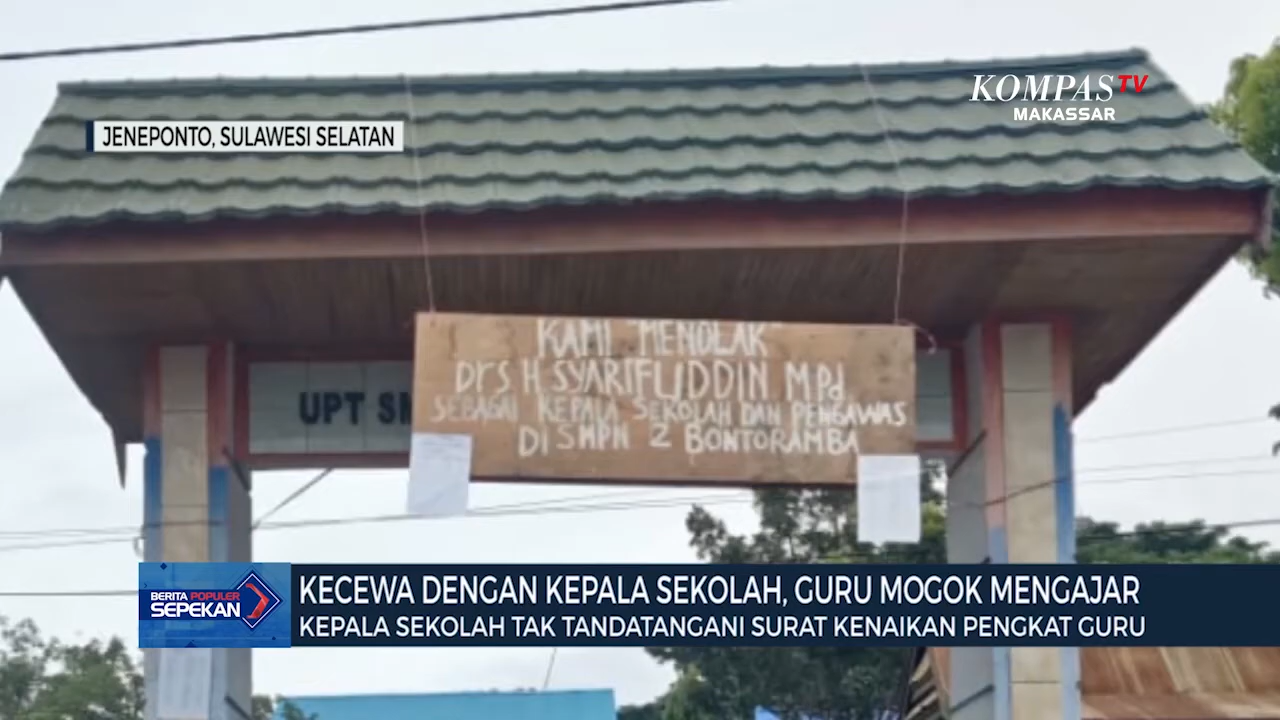 KOMPAS TV
MAKASSAR
JENEPONTO, SULAWESI SELATAN
KAMI "MENOLAK"
DrS H SYARIFUDDIN M.Pd
SEBAGAI KEPALA SEKOLAH DAN PENGAWAS
DI SMPN 2 BONTORAMBA
UPT SM
BERITA POPULER
SEPEKAN
KECEWA DENGAN KEPALA SEKOLAH, GURU MOGOK MENGAJAR
KEPALA SEKOLAH TAK TANDATANGANI SURAT KENAIKAN PENGKAT GURU